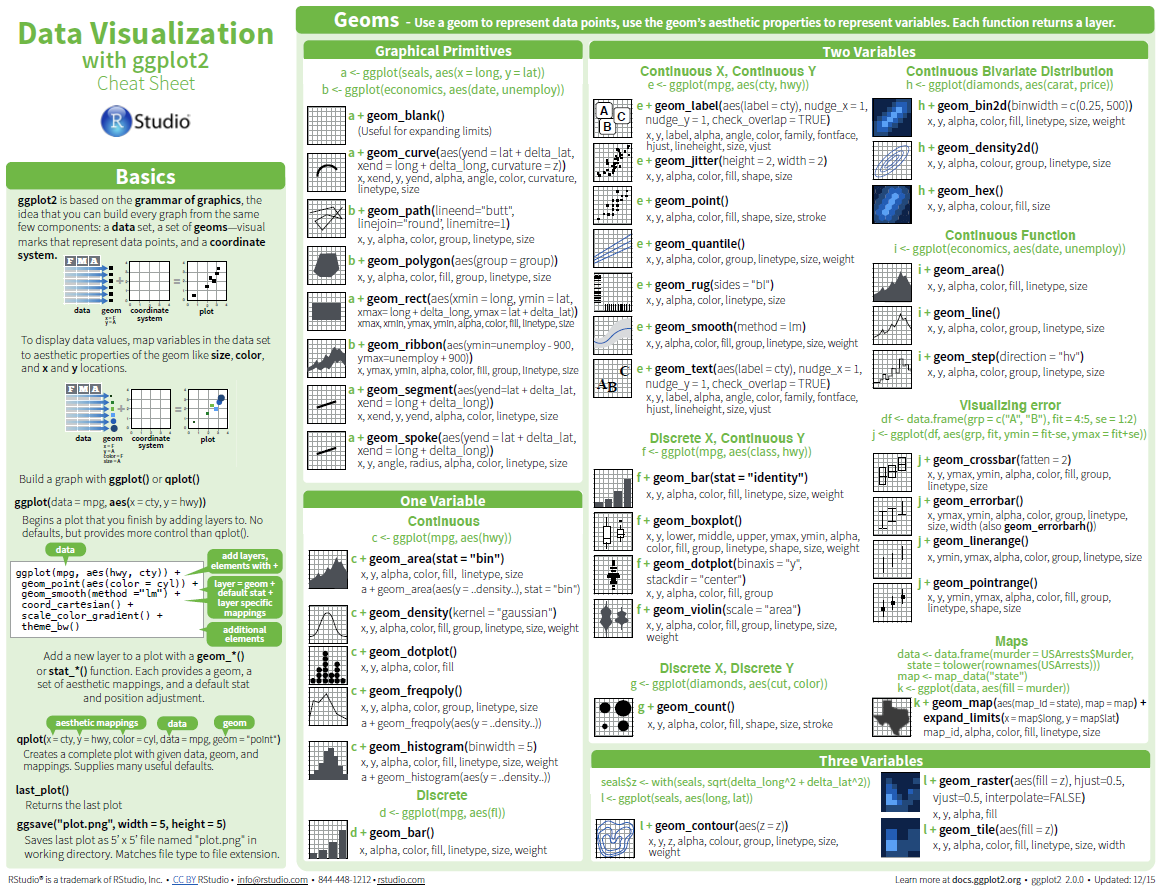 Data Visualization
with ggplot2
Cheat Sheet
R Studio
Basics
ggplot2 is based on the grammar of graphics, the
idea that you can build every graph from the same
few components: a data set, a set of geoms—visual
marks that represent data points, and a coordinate
system.
F M A
data
geom
x = F
y = A
coordinate
system
plot
To display data values, map variables in the data set
to aesthetic properties of the geom like size, color,
and x and y locations.
F M A
data
geom
x = F
y = A
color = F
size = A
coordinate
system
plot
Build a graph with ggplot() or qplot()
ggplot(data = mpg, aes(x = cty, y = hwy))
Begins a plot that you finish by adding layers to. No
defaults, but provides more control than qplot().
data
ggplot(mpg, aes(hwy, cty)) +
geom_point(aes(color = cyl)) +
geom_smooth(method ="lm") +
coord_cartesian() +
scale_color_gradient() +
theme_bw()
add layers,
elements with +
layer = geom +
default stat +
layer specific
mappings
additional
elements
Add a new layer to a plot with a geom_*()
or stat_*() function. Each provides a geom, a
set of aesthetic mappings, and a default stat
and position adjustment.
aesthetic mappings data geom
qplot(x = cty, y = hwy, color = cyl, data = mpg, geom = "point")
Creates a complete plot with given data, geom, and
mappings. Supplies many useful defaults.
last_plot()
Returns the last plot
ggsave("plot.png", width = 5, height = 5)
Saves last plot as 5' x 5' file named "plot.png" in
working directory. Matches file type to file extension.
Geoms - Use a geom to represent data points, use the geom's aesthetic properties to represent variables. Each function returns a layer.
Graphical Primitives
a <- ggplot(seals, aes(x = long, y = lat))
b <- ggplot(economics, aes(date, unemploy))
a + geom_blank()
(Useful for expanding limits)
a + geom_curve(aes(yend = lat + delta_lat,
xend = long + delta_long, curvature = z))
x, xend, y, yend, alpha, angle, color, curvature,
linetype, size
b + geom_path(lineend="butt",
linejoin="round', linemitre=1)
x, y, alpha, color, group, linetype, size
b + geom_polygon(aes(group = group))
x, y, alpha, color, fill, group, linetype, size
a + geom_rect(aes(xmin = long, ymin = lat,
xmax= long + delta_long, ymax = lat + delta_lat))
xmax, xmin, ymax, ymin, alpha, color, fill, linetype, size
b + geom_ribbon(aes(ymin=unemploy - 900,
ymax=unemploy + 900))
x, ymax, ymin, alpha, color, fill, group, linetype, size
a + geom_segment(aes(yend=lat + delta_lat,
xend = long + delta_long))
x, xend, y, yend, alpha, color, linetype, size
a + geom_spoke(aes(yend = lat + delta_lat,
xend = long + delta_long))
x, y, angle, radius, alpha, color, linetype, size
One Variable
Continuous
c <- ggplot(mpg, aes(hwy))
c + geom_area(stat = "bin")
x, y, alpha, color, fill, linetype, size
a + geom_area(aes(y = ..density..), stat = "bin")
c + geom_density(kernel = "gaussian")
x, y, alpha, color, fill, group, linetype, size, weight
c + geom_dotplot()
x, y, alpha, color, fill
c + geom_freqpoly()
x, y, alpha, color, group, linetype, size
a + geom_freqpoly(aes(y = ..density..))
c + geom_histogram(binwidth = 5)
x, y, alpha, color, fill, linetype, size, weight
a + geom_histogram(aes(y = ..density..))
Discrete
d <- ggplot(mpg, aes(fl))
d + geom_bar()
x, alpha, color, fill, linetype, size, weight
Two Variables
Continuous X, Continuous Y
e <- ggplot(mpg, aes(cty, hwy))
A
C
B
e + geom_label(aes(label = cty), nudge_x = 1,
nudge_y = 1, check_overlap = TRUE)
x, y, label, alpha, angle, color, family, fontface,
hjust, lineheight, size, vjust
e + geom_jitter(height = 2, width = 2)
x, y, alpha, color, fill, shape, size
e + geom_point()
x, y, alpha, color, fill, shape, size, stroke
e + geom_quantile()
x, y, alpha, color, group, linetype, size, weight
e + geom_rug(sides = "bl")
x, y, alpha, color, linetype, size
e + geom_smooth(method = lm)
x, y, alpha, color, fill, group, linetype, size, weight
C
AB
e + geom_text(aes(label = cty), nudge_x = 1,
nudge_y = 1, check_overlap = TRUE)
x, y, label, alpha, angle, color, family, fontface,
hjust, lineheight, size, vjust
Discrete X, Continuous Y
f <- ggplot(mpg, aes(class, hwy))
f + geom_bar(stat = "identity")
x, y, alpha, color, fill, linetype, size, weight
f + geom_boxplot()
x, y, lower, middle, upper, ymax, ymin, alpha,
color, fill, group, linetype, shape, size, weight
f + geom_dotplot(binaxis = "y",
stackdir = "center")
x, y, alpha, color, fill, group
f + geom_violin(scale = "area")
x, y, alpha, color, fill, group, linetype, size,
weight
Discrete X, Discrete Y
g <- ggplot(diamonds, aes(cut, color))
g + geom_count()
x, y, alpha, color, fill, shape, size, stroke
Continuous Bivariate Distribution
h <- ggplot(diamonds, aes(carat, price))
h + geom_bin2d(binwidth = c(0.25, 500))
x, y, alpha, color, fill, linetype, size, weight
h + geom_density2d()
x, y, alpha, colour, group, linetype, size
h + geom_hex()
x, y, alpha, colour, fill, size
Continuous Function
i <- ggplot(economics, aes(date, unemploy))
i + geom_area()
x, y, alpha, color, fill, linetype, size
i + geom_line()
x, y, alpha, color, group, linetype, size
i + geom_step(direction = "hv")
x, y, alpha, color, group, linetype, size
Visualizing error
df <- data.frame(grp = c("A", "B"), fit = 4:5, se = 1:2)
j <- ggplot(df, aes(grp, fit, ymin = fit-se, ymax = fit+se))
j + geom_crossbar(fatten = 2)
x, y, ymax, ymin, alpha, color, fill, group,
linetype, size
j + geom_errorbar()
x, ymax, ymin, alpha, color, group, linetype,
size, width (also geom_errorbarh())
j + geom_linerange()
x, ymin, ymax, alpha, color, group, linetype, size
j + geom_pointrange()
x, y, ymin, ymax, alpha, color, fill, group,
linetype, shape, size
Maps
data <- data.frame(murder = USArrests$Murder,
state = tolower(rownames(USArrests)))
map <- map_data("state")
k <- ggplot(data, aes(fill = murder))
k + geom_map(aes(map_id = state), map = map) +
expand_limits(x = map$long, y = map$lat)
map_id, alpha, color, fill, linetype, size
Three Variables
seals$z <- with(seals, sqrt(delta_long^2 + delta_lat^2))
l <- ggplot(seals, aes(long, lat))
l + geom_contour(aes(z = z))
x, y, z, alpha, colour, group, linetype, size,
weight
l + geom_raster(aes(fill = z), hjust=0.5,
vjust=0.5, interpolate=FALSE)
x, y, alpha, fill
l + geom_tile(aes(fill = z))
x, y, alpha, color, fill, linetype, size, width
RStudio® is a trademark of RStudio, Inc. • CC BY RStudio • info@rstudio.com • 844-448-1212 • rstudio.com
Learn more at docs.ggplot2.org • ggplot2 2.0.0 • Updated: 12/15